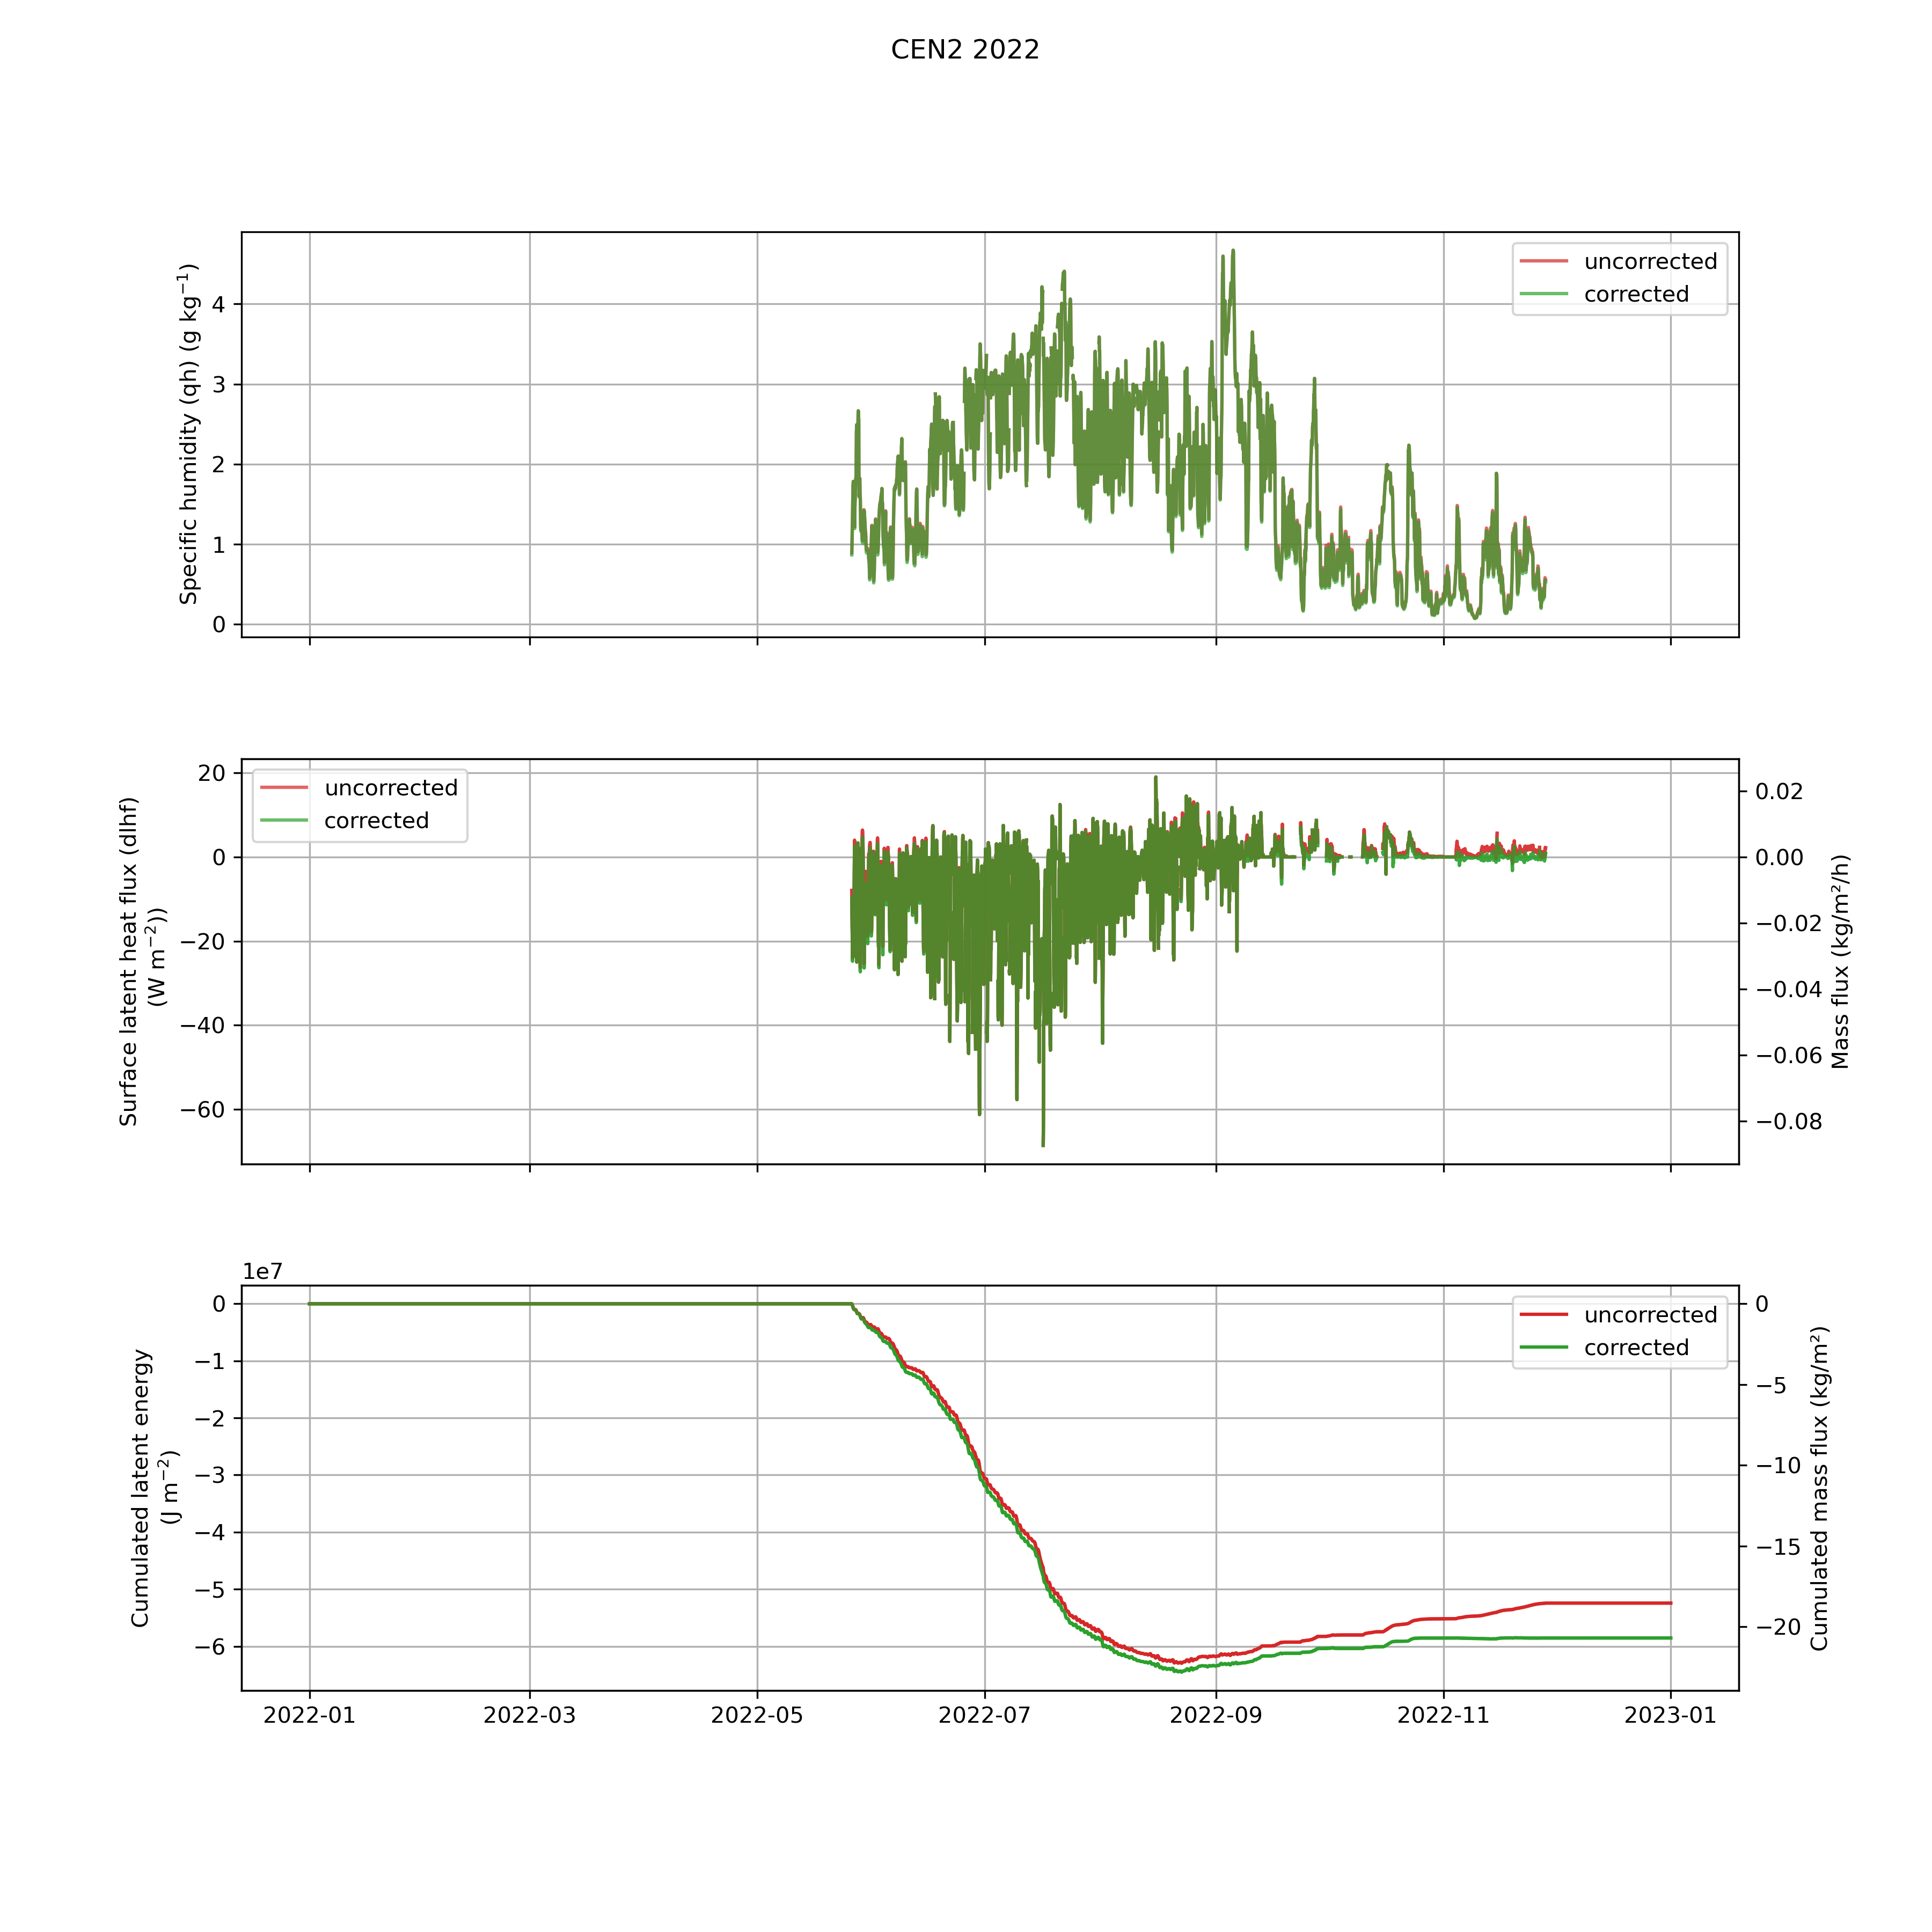 CEN2 2022
Specific humidity (qh) (g kg⁻¹)
4
3
2
1
0
uncorrected
corrected
Surface latent heat flux (dlhf)
(W m⁻²))
20
0
−20
−40
−60
uncorrected
corrected
0.02
0.00
−0.02
−0.04
−0.06
−0.08
Mass flux (kg/m²/h)
1e7
Cumulated latent energy
(J m⁻²)
0
−1
−2
−3
−4
−5
−6
uncorrected
corrected
0
−5
−10
−15
−20
Cumulated mass flux (kg/m²)
2022-01
2022-03
2022-05
2022-07
2022-09
2022-11
2023-01